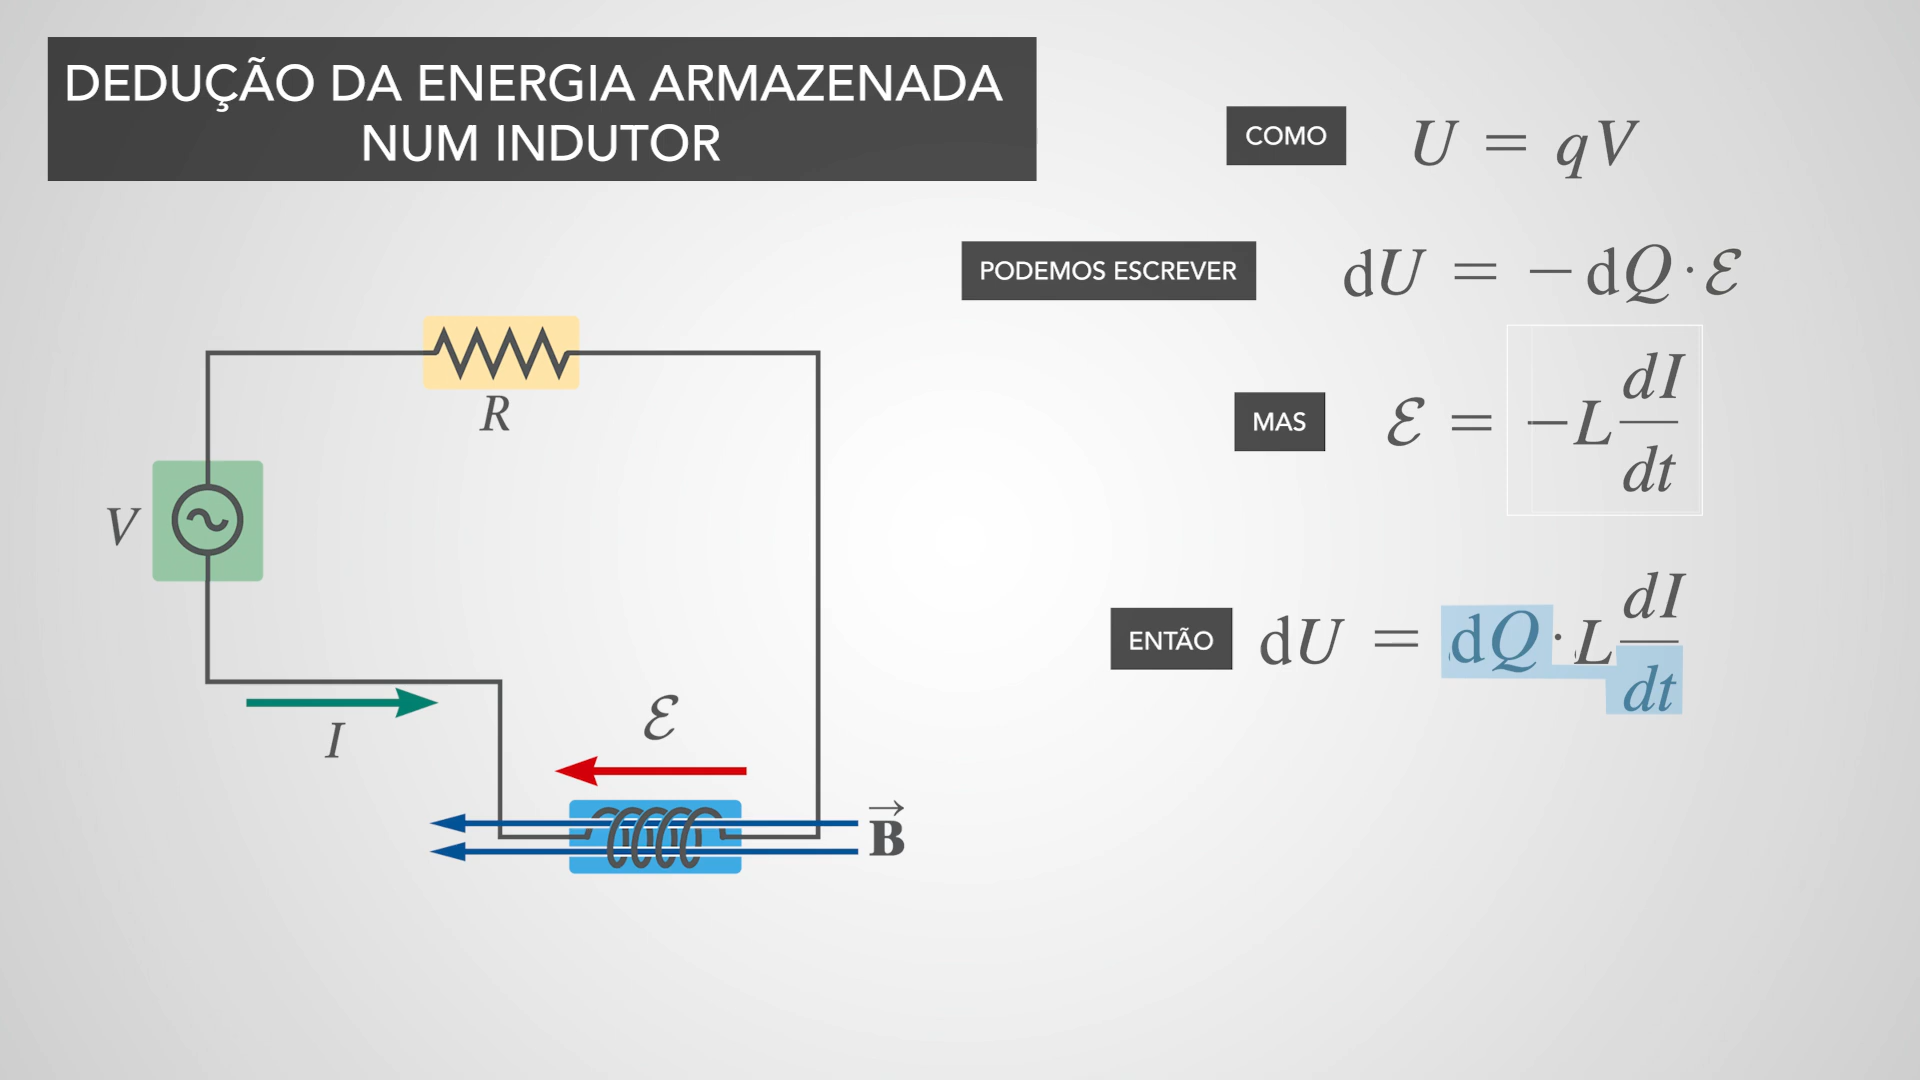 DEDUÇÃO DA ENERGIA ARMAZENADA
NUM INDUTOR
COMO U = qV
PODEMOS ESCREVER dU = −dQ·ℰ
MAS ℰ = −L dI/dt
ENTÃO dU = dQ·L dI/dt
R
V
I
ℰ
B⃗